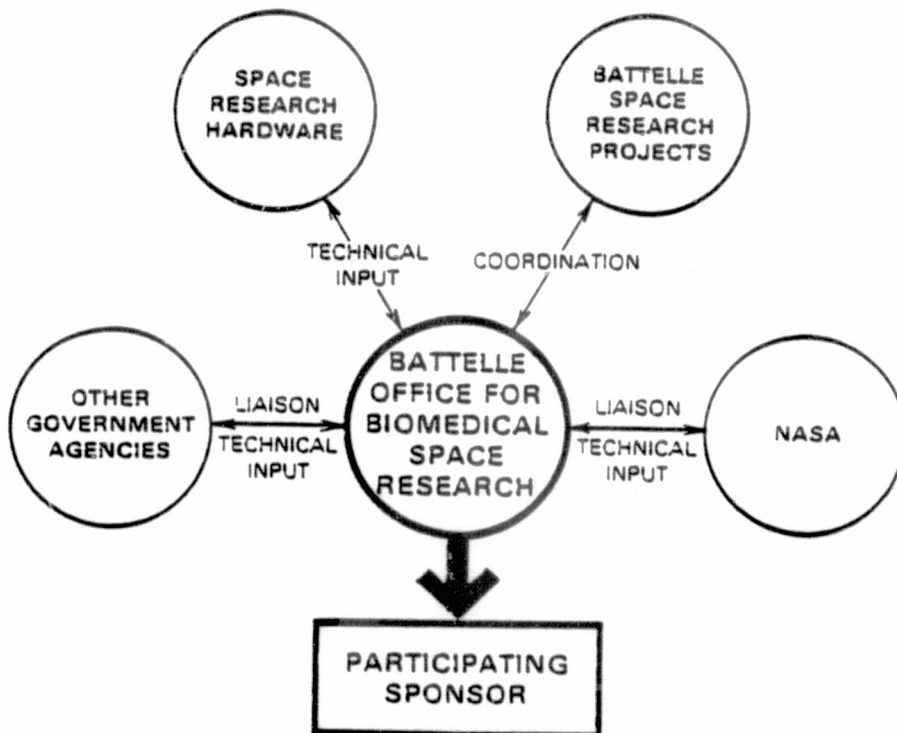 SPACE
RESEARCH
HARDWARE
BATTELLE
SPACE
RESEARCH
PROJECTS
TECHNICAL
INPUT
COORDINATION
OTHER
GOVERNMENT
AGENCIES
LIAISON
TECHNICAL
INPUT
BATTELLE
OFFICE FOR
BIOMEDICAL
SPACE
RESEARCH
LIAISON
TECHNICAL
INPUT
NASA
PARTICIPATING
SPONSOR